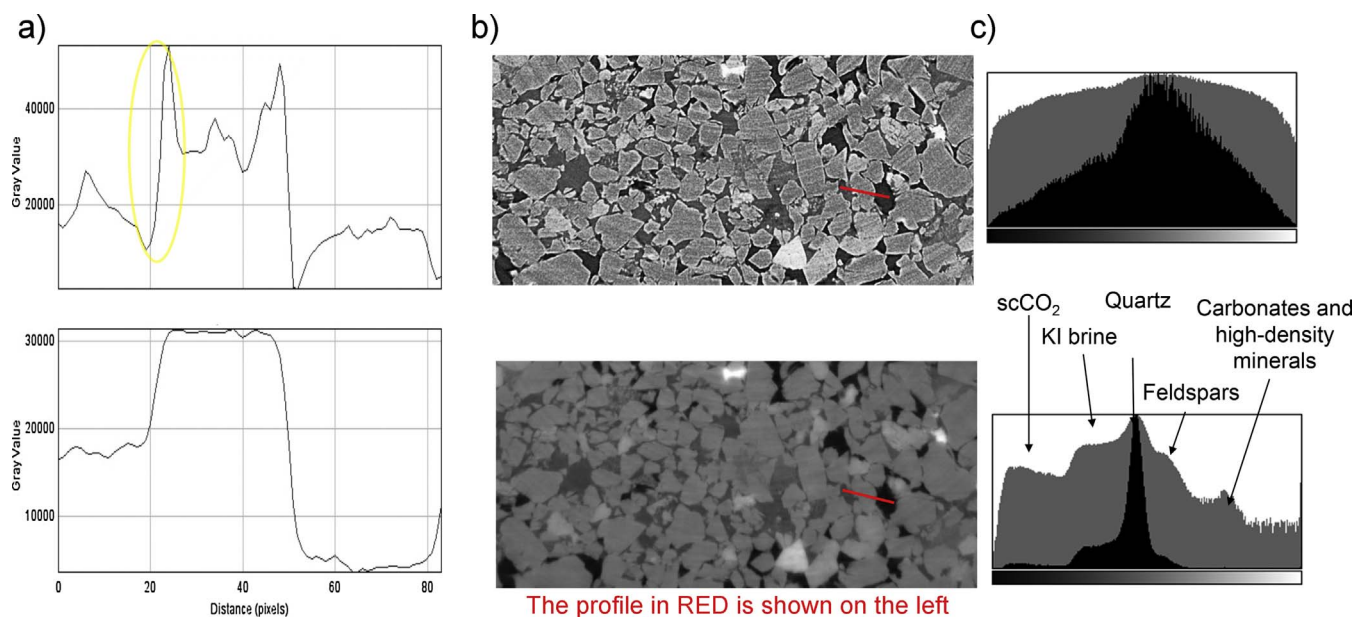 a)
b)
c)
40000
20000
Gray Value
scCO₂
KI brine
Quartz
Carbonates and
high-density
minerals
Feldspars
30000
20000
10000
Gray Value
0
20
40
60
80
Distance (pixels)
The profile in RED is shown on the left